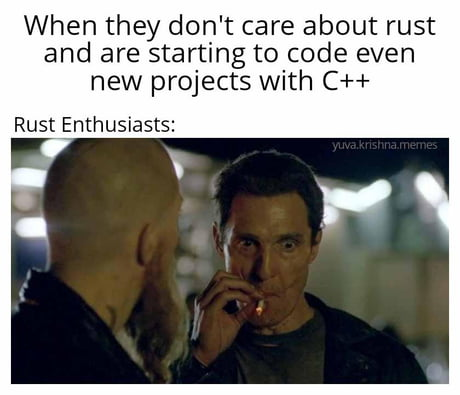 When they don't care about rust
and are starting to code even
new projects with C++
Rust Enthusiasts:
yuva.krishna.memes